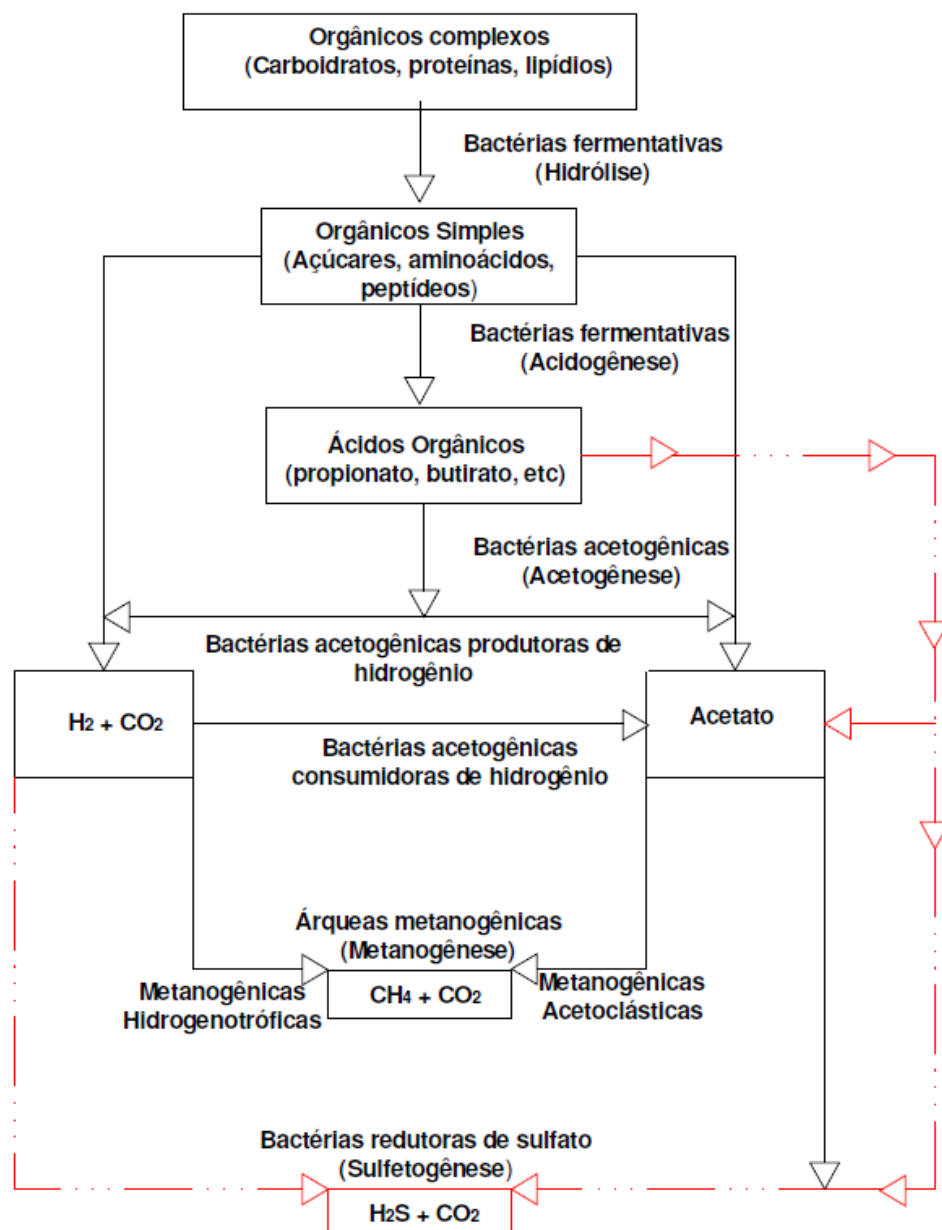 Orgânicos complexos
(Carboidratos, proteínas, lipídios)
Bactérias fermentativas
(Hidrólise)
Orgânicos Simples
(Açúcares, aminoácidos,
peptídeos)
Bactérias fermentativas
(Acidogênese)
Ácidos Orgânicos
(propionato, butirato, etc)
Bactérias acetogênicas
(Acetogênese)
Bactérias acetogênicas produtoras de
hidrogênio
H2 + CO2
Acetato
Bactérias acetogênicas
consumidoras de hidrogênio
Árqueas metanogênicas
(Metanogênese)
CH4 + CO2
Metanogênicas
Hidrogenotróficas
Metanogênicas
Acetoclásticas
Bactérias redutoras de sulfato
(Sulfetogênese)
H2S + CO2